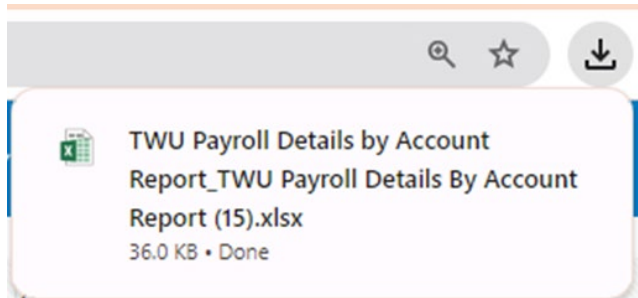 TWU Payroll Details by Account
Report_TWU Payroll Details By Account
Report (15).xlsx
36.0 KB • Done